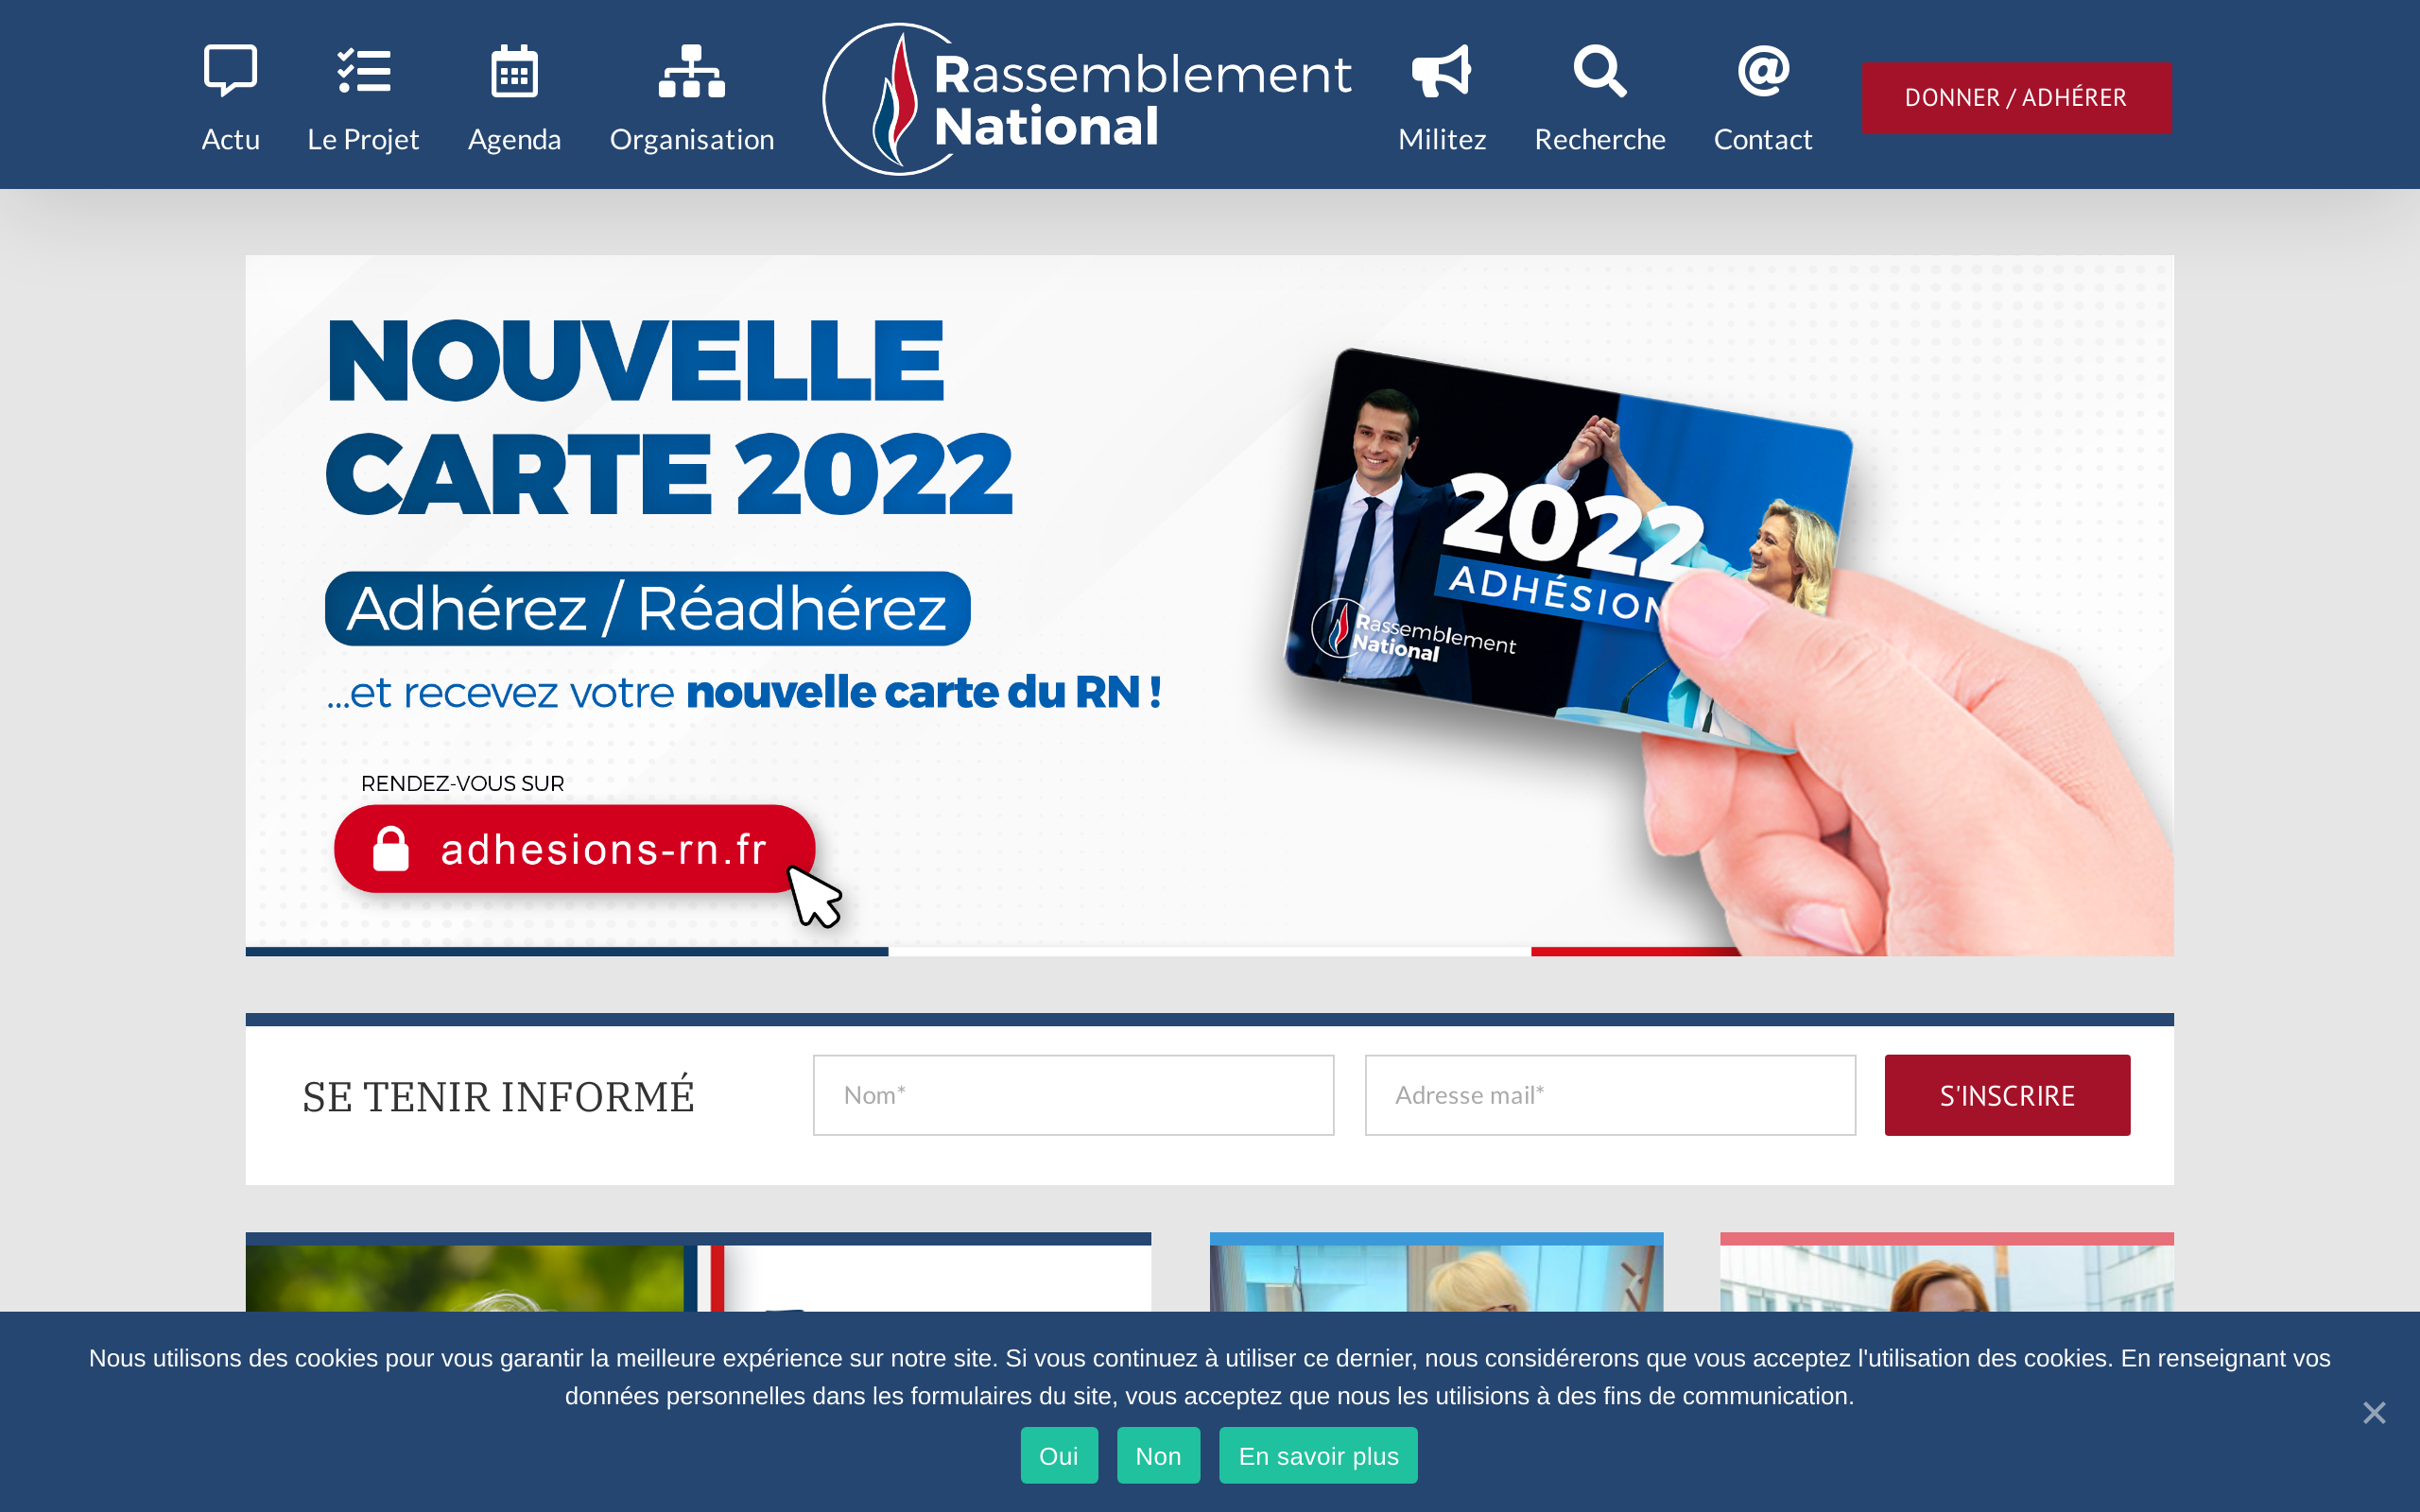 Actu
Le Projet
Agenda
Organisation
Rassemblement
National
Militez
Recherche
Contact
DONNER / ADHÉRER
NOUVELLE
CARTE 2022
Adhérez / Réadhérez
...et recevez votre nouvelle carte du RN !
RENDEZ-VOUS SUR
adhesions-rn.fr
2022
ADHÉSION
Rassemblement
National
SE TENIR INFORMÉ
Nom*
Adresse mail*
S'INSCRIRE
Nous utilisons des cookies pour vous garantir la meilleure expérience sur notre site. Si vous continuez à utiliser ce dernier, nous considérerons que vous acceptez l'utilisation des cookies. En renseignant vos
données personnelles dans les formulaires du site, vous acceptez que nous les utilisions à des fins de communication.
Oui
Non
En savoir plus